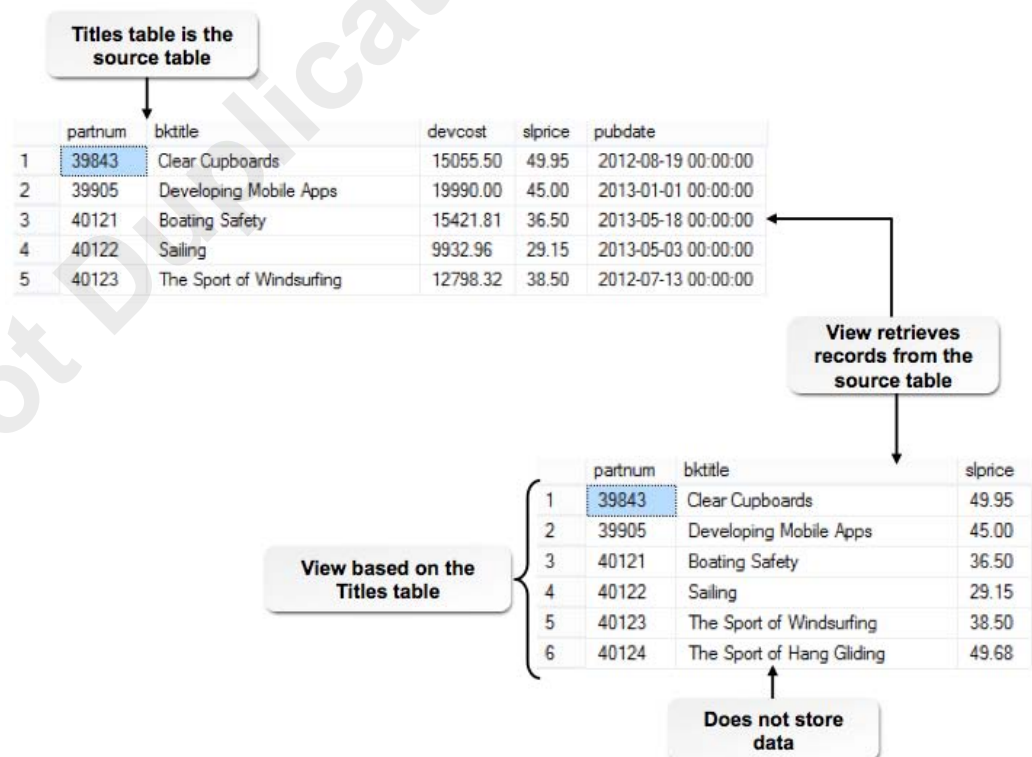 Titles table is the
source table
partnum bktitle devcost slprice pubdate
1 39843 Clear Cupboards 15055.50 49.95 2012-08-19 00:00:00
2 39905 Developing Mobile Apps 19990.00 45.00 2013-01-01 00:00:00
3 40121 Boating Safety 15421.81 36.50 2013-05-18 00:00:00
4 40122 Sailing 9932.96 29.15 2013-05-03 00:00:00
5 40123 The Sport of Windsurfing 12798.32 38.50 2012-07-13 00:00:00
View retrieves
records from the
source table
partnum bktitle slprice
1 39843 Clear Cupboards 49.95
2 39905 Developing Mobile Apps 45.00
3 40121 Boating Safety 36.50
4 40122 Sailing 29.15
5 40123 The Sport of Windsurfing 38.50
6 40124 The Sport of Hang Gliding 49.68
View based on the
Titles table
Does not store
data